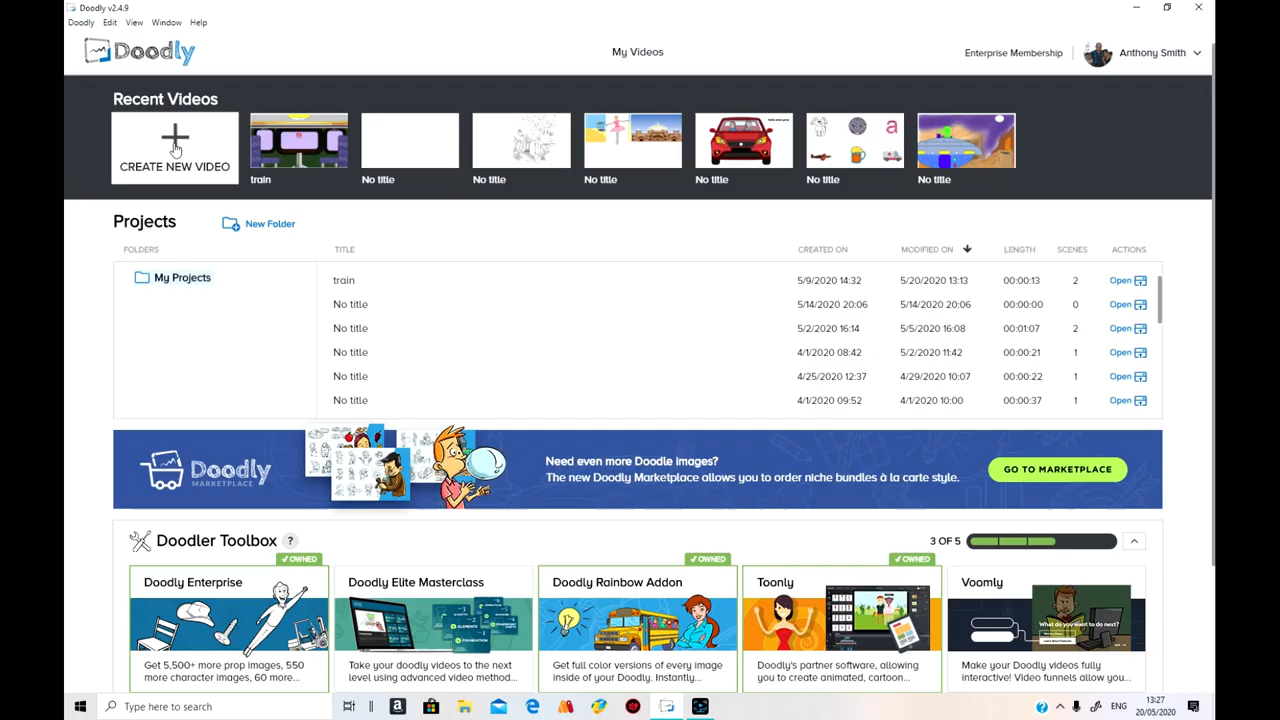 Doodly v2.4.9
Doodly Edit View Window Help
Doodly
My Videos
Enterprise Membership
Anthony Smith
Recent Videos
CREATE NEW VIDEO
train
No title
No title
No title
No title
No title
No title
Projects
New Folder
FOLDERS
TITLE
CREATED ON
MODIFIED ON
LENGTH
SCENES
ACTIONS
My Projects
train 5/9/2020 14:32 5/20/2020 13:13 00:00:13 2 Open
No title 5/14/2020 20:06 5/14/2020 20:06 00:00:00 0 Open
No title 5/2/2020 16:14 5/5/2020 16:08 00:01:07 2 Open
No title 4/1/2020 08:42 5/2/2020 11:42 00:00:21 1 Open
No title 4/25/2020 12:37 4/29/2020 10:07 00:00:22 1 Open
No title 4/1/2020 09:52 4/1/2020 10:00 00:00:37 1 Open
Doodly
MARKETPLACE
Need even more Doodle images?
The new Doodly Marketplace allows you to order niche bundles à la carte style.
GO TO MARKETPLACE
Doodler Toolbox ?
3 OF 5
OWNED
OWNED
OWNED
Doodly Enterprise
Get 5,500+ more prop images, 550
more character images, 60 more...
Doodly Elite Masterclass
Take your doodly videos to the next
level using advanced video method...
Doodly Rainbow Addon
Get full color versions of every image
inside of your Doodly. Instantly...
Toonly
Doodly's partner software, allowing
you to create animated, cartoon...
Voomly
What do you want to do next?
Make your Doodly videos fully
interactive! Video funnels allow you...
Type here to search
ENG
13:27
20/05/2020